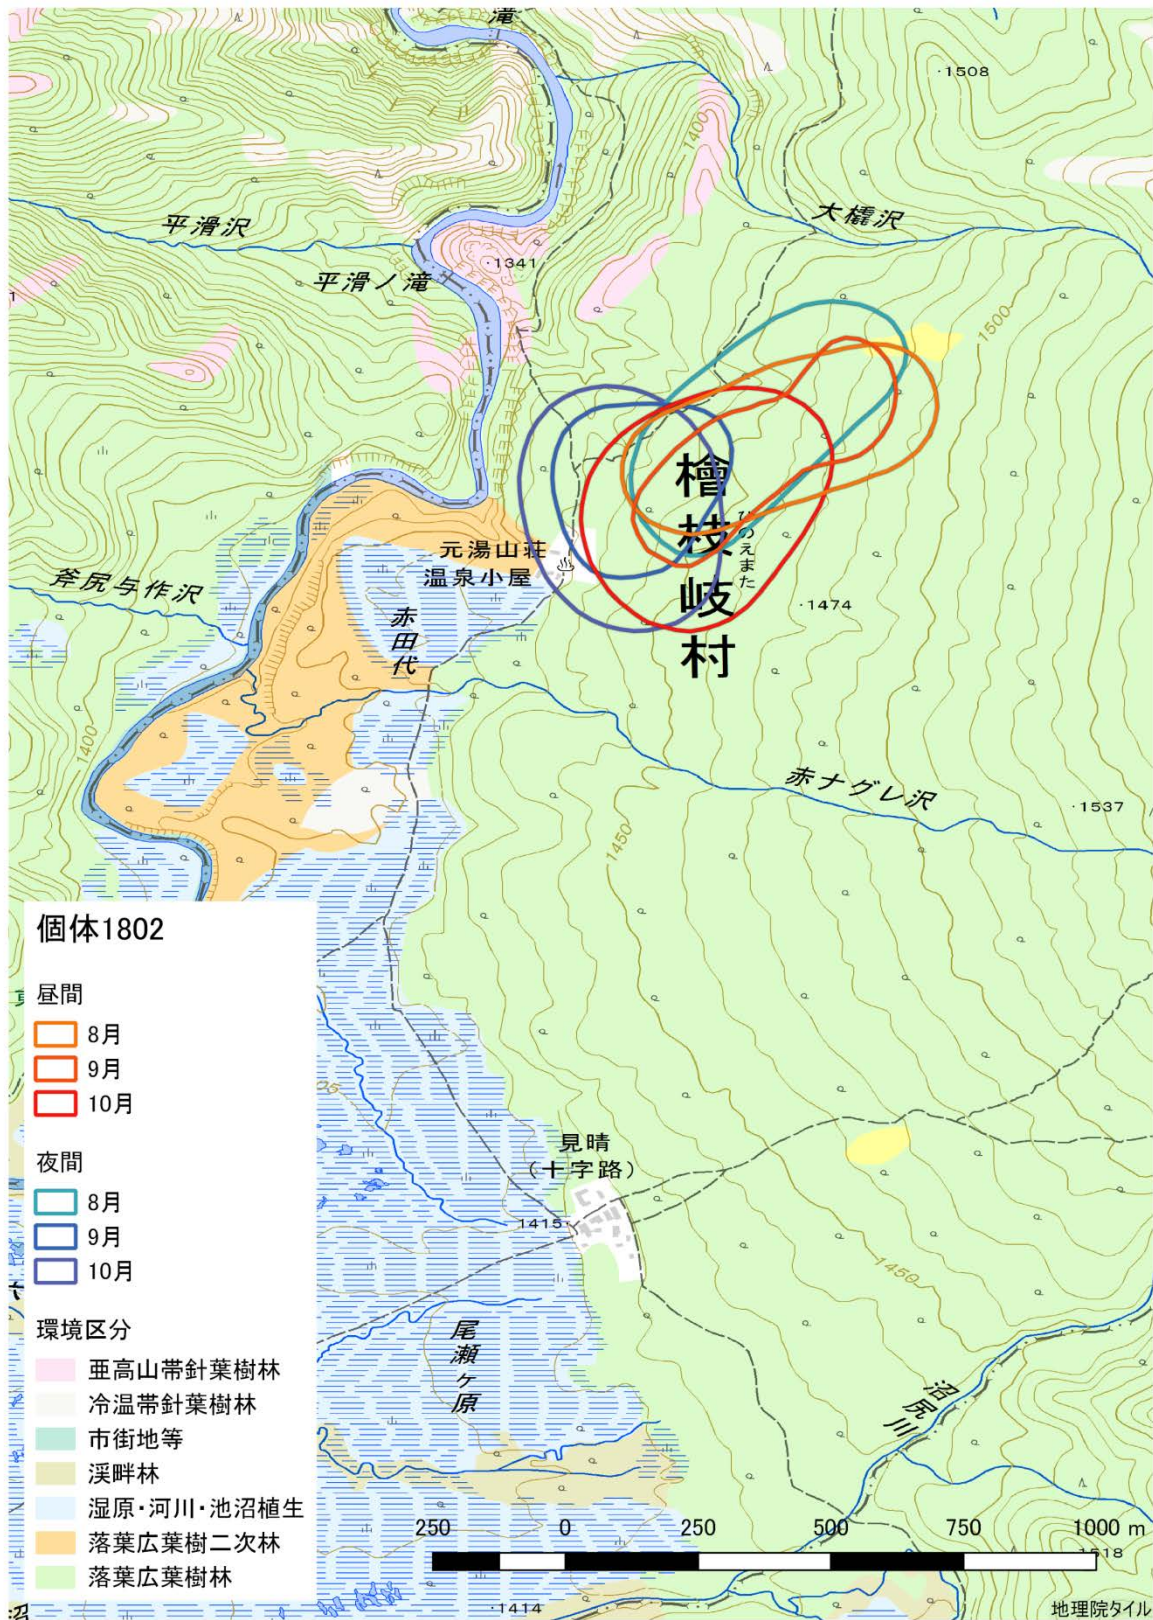 滝
・1508
1400
大橇沢
平滑沢
・1341
平滑ノ滝
1500
檜枝岐村
ひのえまた
元湯山荘
温泉小屋
斧尻与作沢
赤田代
・1474
1400
赤ナグレ沢
・1537
1450
個体1802
昼間
8月
9月
10月
夜間
8月
9月
10月
環境区分
亜高山帯針葉樹林
冷温帯針葉樹林
市街地等
渓畔林
湿原・河川・池沼植生
落葉広葉樹二次林
落葉広葉樹林
見晴
(十字路)
1415・
1450
尾瀬ヶ原
沼尻川
250 0 250 500 750 1000 m
1518
・1414
沼
地理院タイル